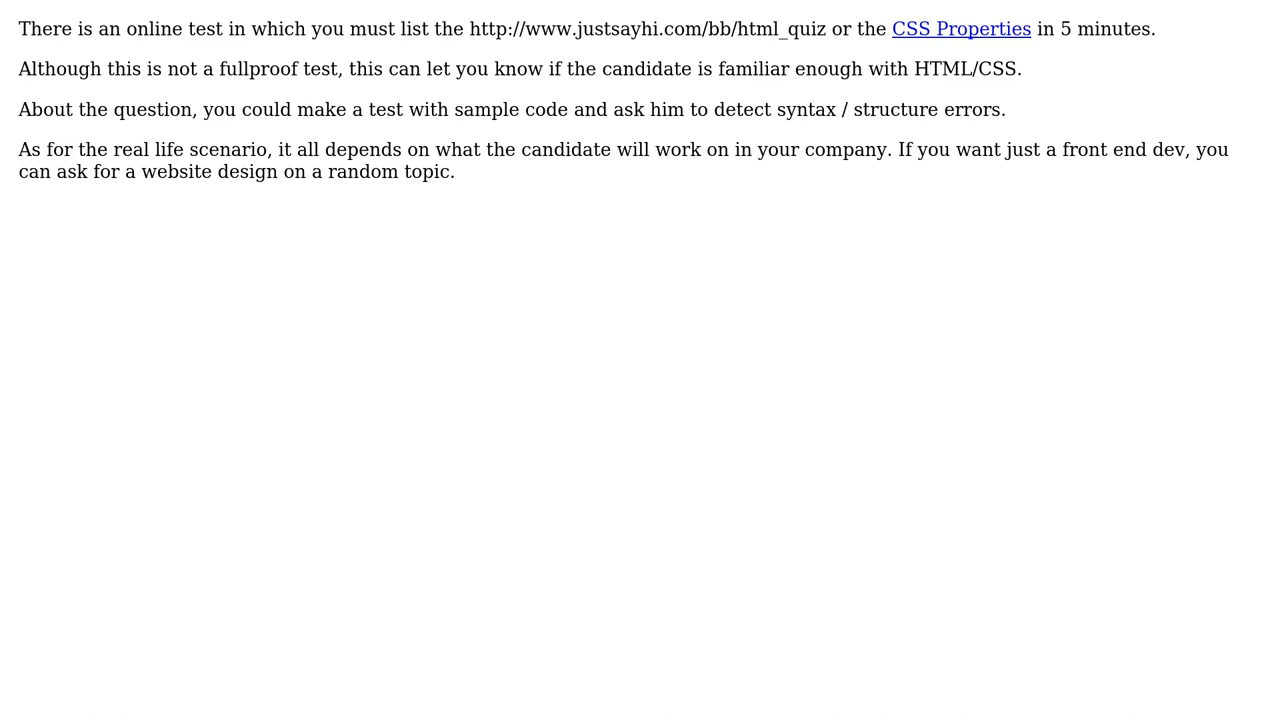 There is an online test in which you must list the http://www.justsayhi.com/bb/html_quiz or the CSS Properties in 5 minutes.
Although this is not a fullproof test, this can let you know if the candidate is familiar enough with HTML/CSS.
About the question, you could make a test with sample code and ask him to detect syntax / structure errors.
As for the real life scenario, it all depends on what the candidate will work on in your company. If you want just a front end dev, you
can ask for a website design on a random topic.